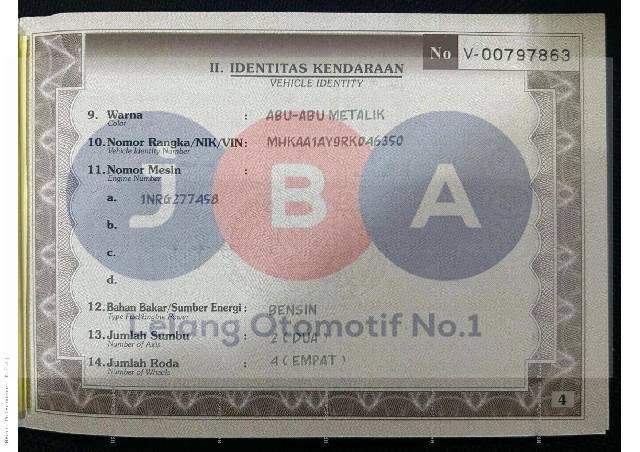 No V-00797863
II. IDENTITAS KENDARAAN
VEHICLE IDENTITY
9. Warna : ABU-ABU METALIK
Color
10. Nomor Rangka/NIK/VIN : MHKAA1AY9RK046350
Vehicle Identity Number
11. Nomor Mesin :
Engine Number
a. 1NRG277458
b.
c.
d.
12. Bahan Bakar/Sumber Energi : BENSIN
Type Fuel/Engine Power
13. Jumlah Sumbu : 2 ( DUA )
Number of Axis
14. Jumlah Roda : 4 ( EMPAT )
Number of Wheels
4
J B A
Lelang Otomotif No.1